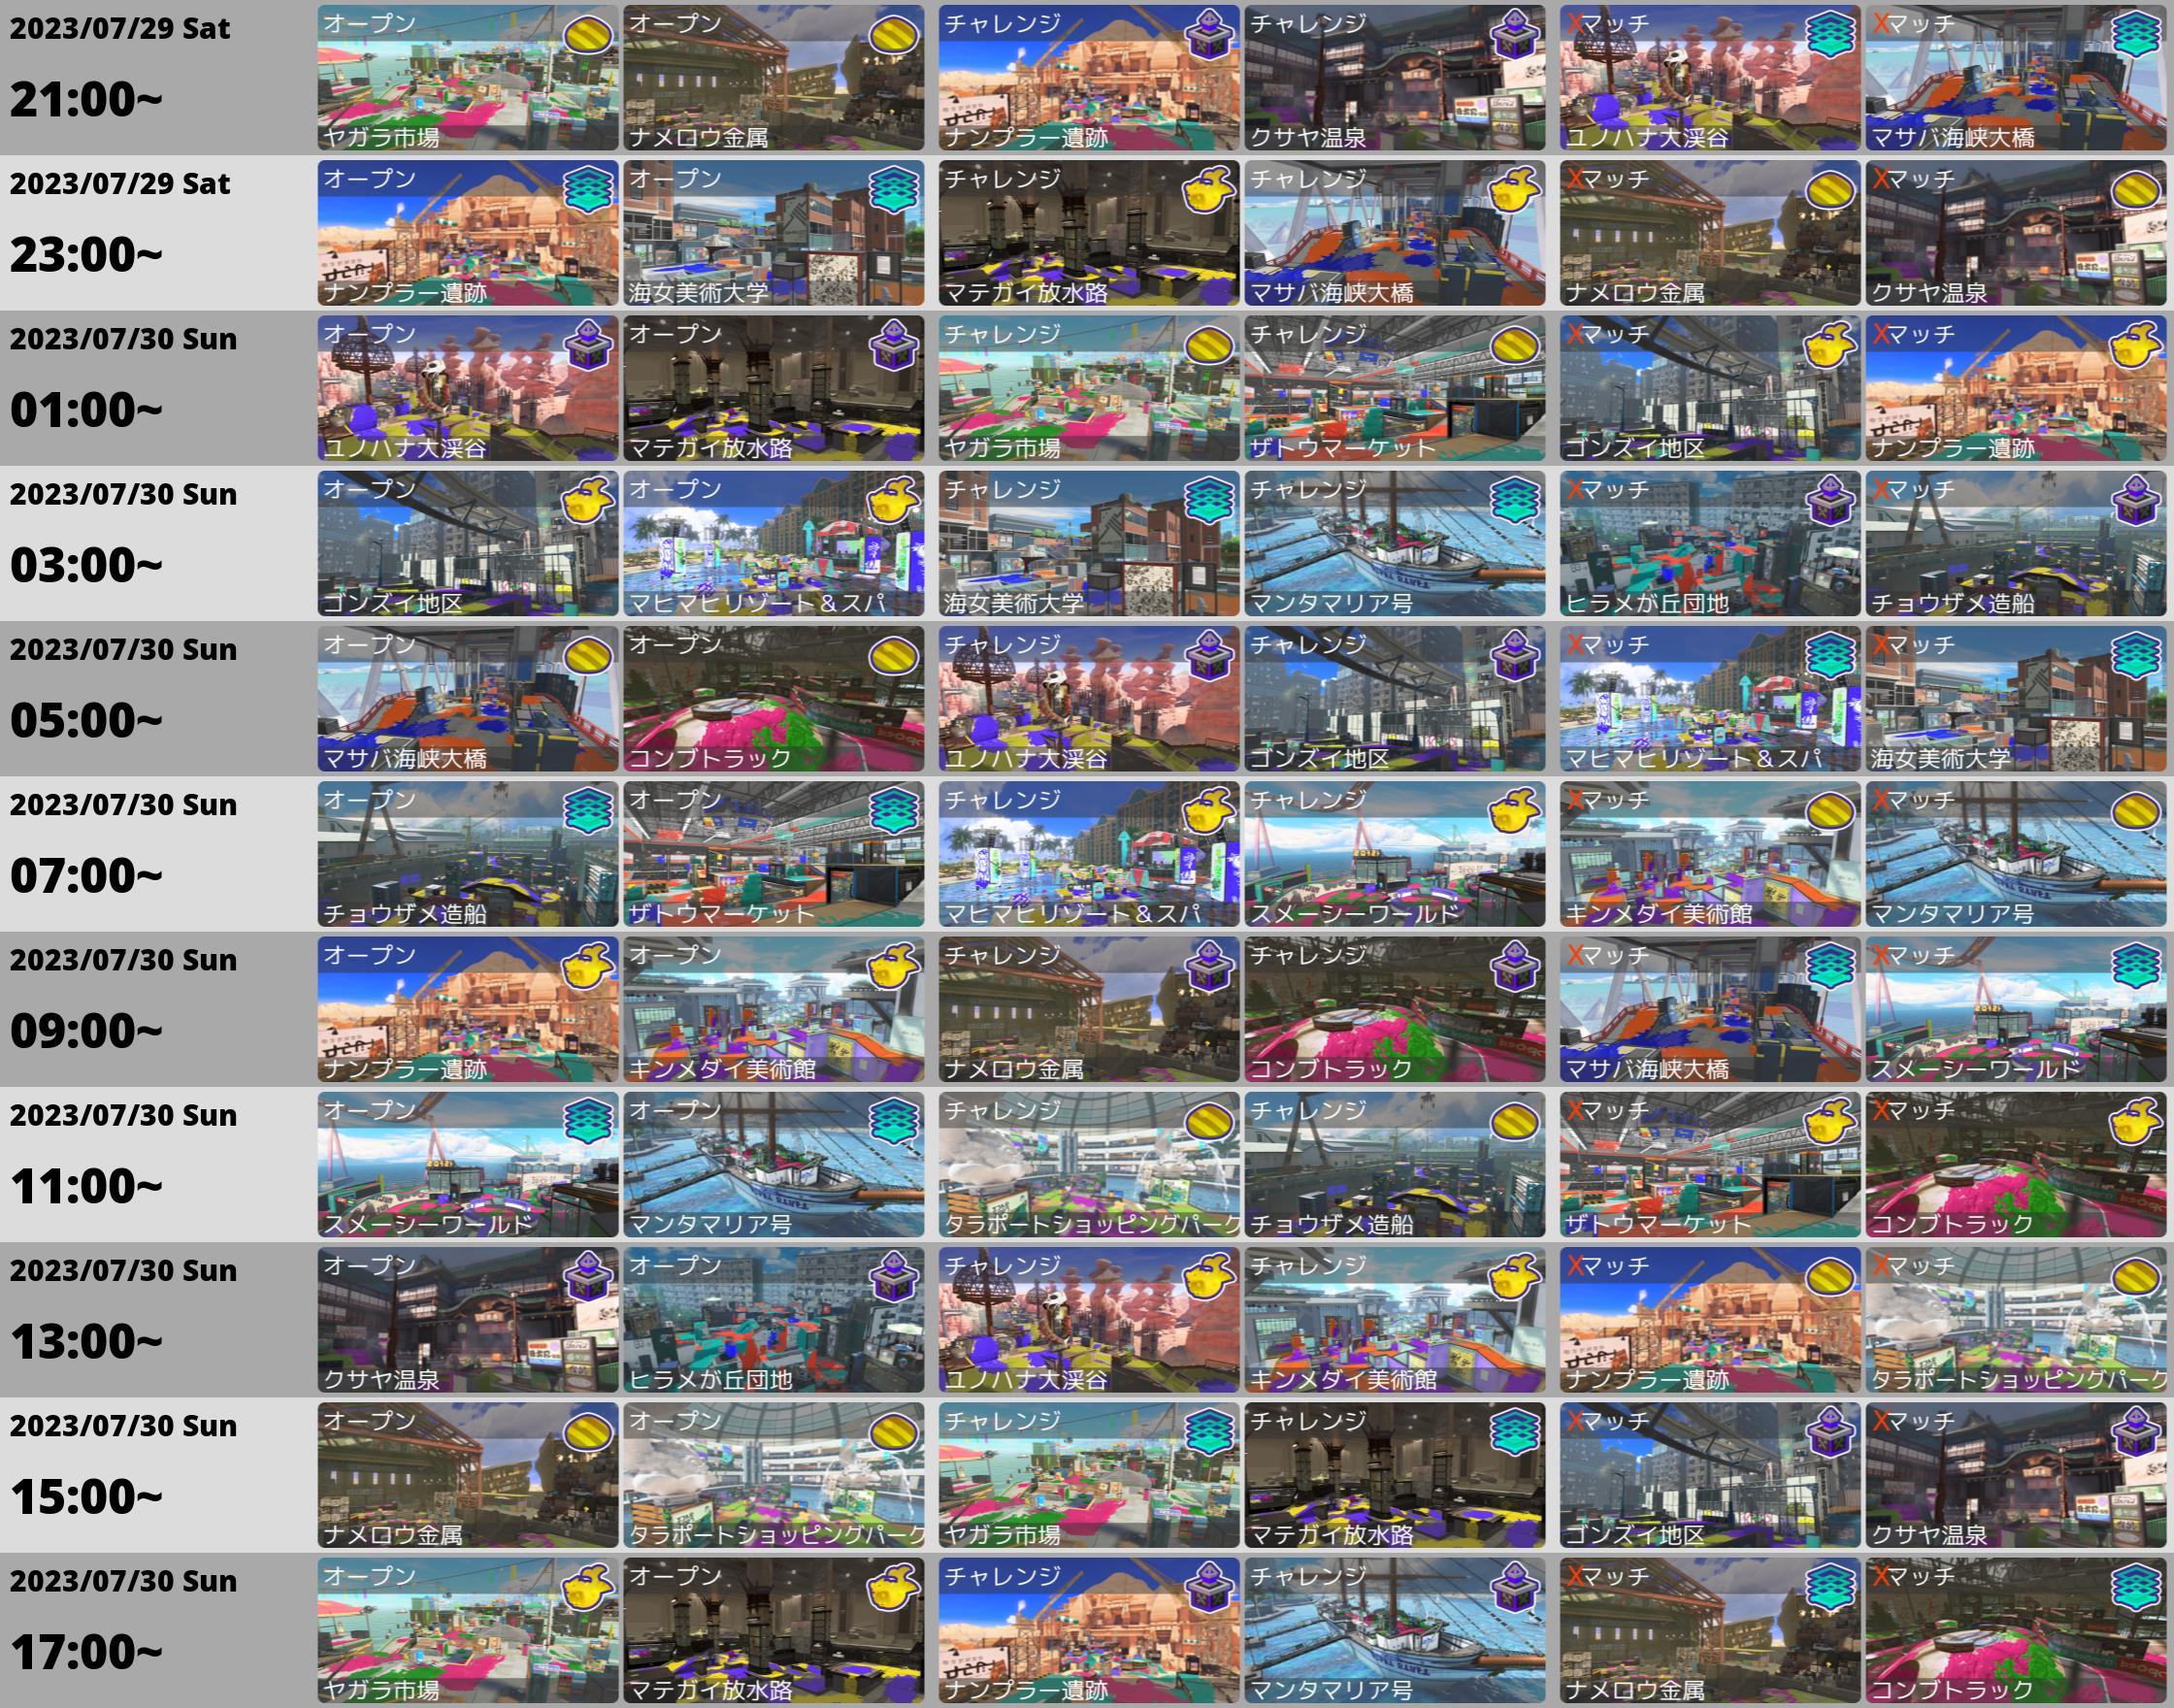 2023/07/29 Sat
21:00~
オープン
ヤガラ市場
オープン
ナメロウ金属
チャレンジ
ナンプラー遺跡
チャレンジ
クサヤ温泉
Xマッチ
ユノハナ大渓谷
Xマッチ
マサバ海峡大橋
2023/07/29 Sat
23:00~
オープン
ナンプラー遺跡
オープン
海女美術大学
チャレンジ
マテガイ放水路
チャレンジ
マサバ海峡大橋
Xマッチ
ナメロウ金属
Xマッチ
クサヤ温泉
2023/07/30 Sun
01:00~
オープン
ユノハナ大渓谷
オープン
マテガイ放水路
チャレンジ
ヤガラ市場
チャレンジ
ザトウマーケット
Xマッチ
ゴンズイ地区
Xマッチ
ナンプラー遺跡
2023/07/30 Sun
03:00~
オープン
ゴンズイ地区
オープン
マヒマヒリゾート＆スパ
チャレンジ
海女美術大学
チャレンジ
マンタマリア号
Xマッチ
ヒラメが丘団地
Xマッチ
チョウザメ造船
2023/07/30 Sun
05:00~
オープン
マサバ海峡大橋
オープン
コンブトラック
チャレンジ
ユノハナ大渓谷
チャレンジ
ゴンズイ地区
Xマッチ
マヒマヒリゾート＆スパ
Xマッチ
海女美術大学
2023/07/30 Sun
07:00~
オープン
チョウザメ造船
オープン
ザトウマーケット
チャレンジ
マヒマヒリゾート＆スパ
チャレンジ
スメーシーワールド
Xマッチ
キンメダイ美術館
Xマッチ
マンタマリア号
2023/07/30 Sun
09:00~
オープン
ナンプラー遺跡
オープン
キンメダイ美術館
チャレンジ
ナメロウ金属
チャレンジ
コンブトラック
Xマッチ
マサバ海峡大橋
Xマッチ
スメーシーワールド
2023/07/30 Sun
11:00~
オープン
スメーシーワールド
オープン
マンタマリア号
チャレンジ
タラポートショッピングパーク
チャレンジ
チョウザメ造船
Xマッチ
ザトウマーケット
Xマッチ
コンブトラック
2023/07/30 Sun
13:00~
オープン
クサヤ温泉
オープン
ヒラメが丘団地
チャレンジ
ユノハナ大渓谷
チャレンジ
キンメダイ美術館
Xマッチ
ナンプラー遺跡
Xマッチ
タラポートショッピングパーク
2023/07/30 Sun
15:00~
オープン
ナメロウ金属
オープン
タラポートショッピングパーク
チャレンジ
ヤガラ市場
チャレンジ
マテガイ放水路
Xマッチ
ゴンズイ地区
Xマッチ
クサヤ温泉
2023/07/30 Sun
17:00~
オープン
ヤガラ市場
オープン
マテガイ放水路
チャレンジ
ナンプラー遺跡
チャレンジ
マンタマリア号
Xマッチ
ナメロウ金属
Xマッチ
コンブトラック